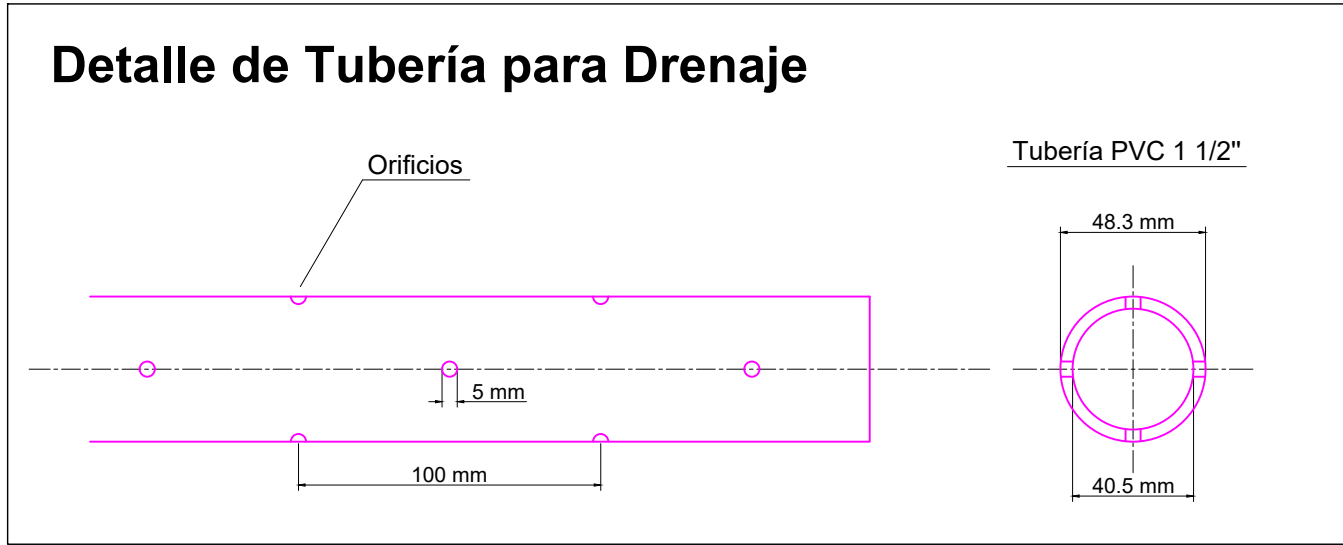 Detalle de Tubería para Drenaje
Orificios
Tubería PVC 1 1/2"
48.3 mm
5 mm
100 mm
40.5 mm